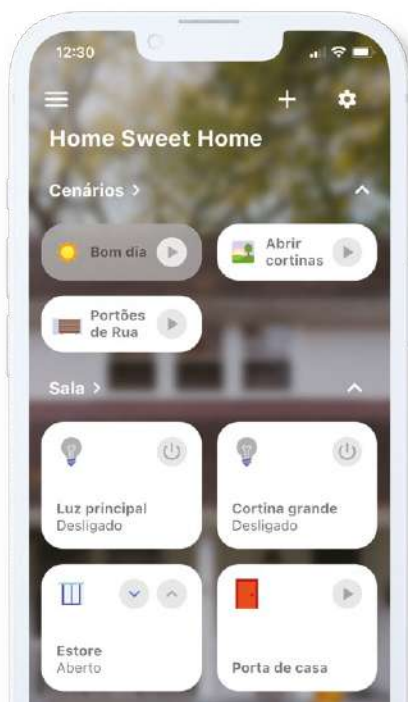 12:30
Home Sweet Home
Cenários >
Bom dia
Abrir
cortinas
Portões
de Rua
Sala >
Luz principal
Desligado
Cortina grande
Desligado
Estore
Aberto
Porta de casa